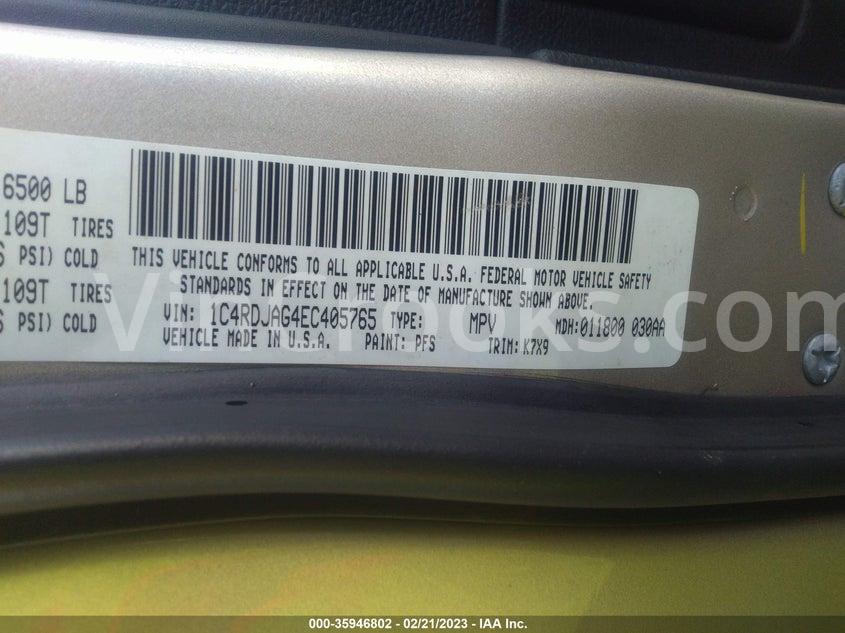 6500 LB
109T TIRES
PSI) COLD
109T TIRES
PSI) COLD
THIS VEHICLE CONFORMS TO ALL APPLICABLE U.S.A. FEDERAL MOTOR VEHICLE SAFETY
STANDARDS IN EFFECT ON THE DATE OF MANUFACTURE SHOWN ABOVE.
VIN: 1C4RDJAG4EC405765 TYPE: MPV MDH:011800 030AA
VEHICLE MADE IN U.S.A. PAINT: PFS TRIM: K7X9
000-35946802 - 02/21/2023 - IAA Inc.